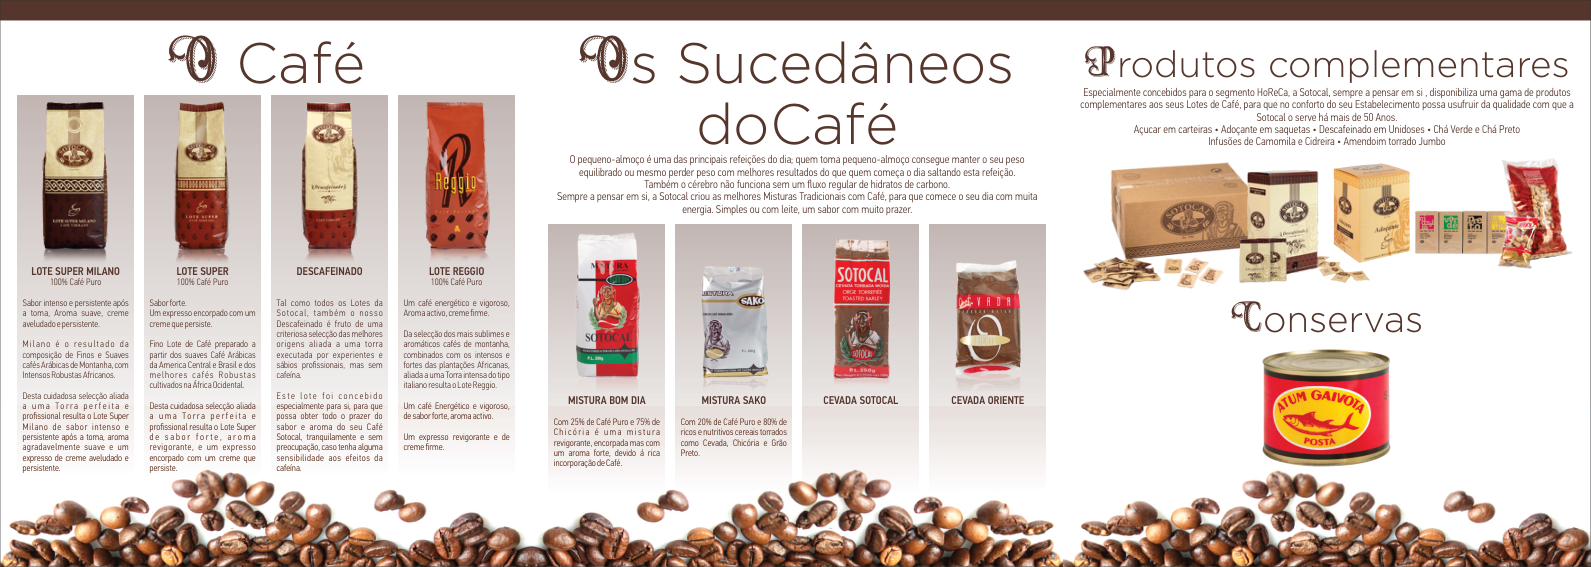 O Café
LOTE SUPER MILANO
100% Café Puro
Sabor intenso e persistente após
a toma, Aroma suave, creme
aveludado e persistente.
Milano é o resultado da
composição de Finos e Suaves
cafés Arábicas de Montanha, com
Intensos Robustas Africanos.
Desta cuidadosa selecção aliada
a uma Torra perfeita e
profissional resulta o Lote Super
Milano de sabor intenso e
persistente após a toma, aroma
agradavelmente suave e um
expresso de creme aveludado e
persistente.
LOTE SUPER
100% Café Puro
Sabor forte.
Um expresso encorpado com um
creme que persiste.
Fino Lote de Café preparado a
partir dos suaves Café Arábicas
da America Central e Brasil e dos
melhores cafés Robustas
cultivados na África Ocidental.
Desta cuidadosa selecção aliada
a uma Torra perfeita e
profissional resulta o Lote Super
de sabor forte, aroma
revigorante, e um expresso
encorpado com um creme que
persiste.
DESCAFEINADO
Tal como todos os Lotes da
Sotocal, também o nosso
Descafeinado é fruto de uma
criteriosa selecção das melhores
origens aliada a uma torra
executada por experientes e
sábios profissionais, mas sem
cafeína.
Este lote foi concebido
especialmente para si, para que
possa obter todo o prazer do
sabor e aroma do seu Café
Sotocal, tranquilamente e sem
preocupação, caso tenha alguma
sensibilidade aos efeitos da
cafeína.
Reggio
LOTE REGGIO
100% Café Puro
Um café energético e vigoroso,
Aroma activo, creme firme.
Da selecção dos mais sublimes e
aromáticos cafés de montanha,
combinados com os intensos e
fortes das plantações Africanas,
aliada a uma Torra intensa do tipo
italiano resulta o Lote Reggio.
Um café Energético e vigoroso,
de sabor forte, aroma activo.
Um expresso revigorante e de
creme firme.
Os Sucedâneos
doCafé
O pequeno-almoço é uma das principais refeições do dia; quem toma pequeno-almoço consegue manter o seu peso
equilibrado ou mesmo perder peso com melhores resultados do que quem começa o dia saltando esta refeição.
Também o cérebro não funciona sem um fluxo regular de hidratos de carbono.
Sempre a pensar em si, a Sotocal criou as melhores Misturas Tradicionais com Café, para que comece o seu dia com muita
energia. Simples ou com leite, um sabor com muito prazer.
MISTURA
SOTOCAL
MISTURA BOM DIA
Com 25% de Café Puro e 75% de
Chicória é uma mistura
revigorante, encorpada mas com
um aroma forte, devido á rica
incorporação de Café.
MISTURA
SAKO
MISTURA SAKO
Com 20% de Café Puro e 80% de
ricos e nutritivos cereais torrados
como Cevada, Chicória e Grão
Preto.
SOTOCAL
CEVADA TORRADA MOIDA
ORGE TORREFIÉE
TOASTED BARLEY
SOTOCAL
P.L. 250g
CEVADA SOTOCAL
CEVADA
CEVADA ORIENTE
Produtos complementares
Especialmente concebidos para o segmento HoReCa, a Sotocal, sempre a pensar em si , disponibiliza uma gama de produtos
complementares aos seus Lotes de Café, para que no conforto do seu Estabelecimento possa usufruir da qualidade com que a
Sotocal o serve há mais de 50 Anos.
Açucar em carteiras • Adoçante em saquetas • Descafeinado em Unidoses • Chá Verde e Chá Preto
Infusões de Camomila e Cidreira • Amendoim torrado Jumbo
SOTOCAL
Descafeinado
Adoçante
Conservas
ATUM GAIVOTA
POSTA